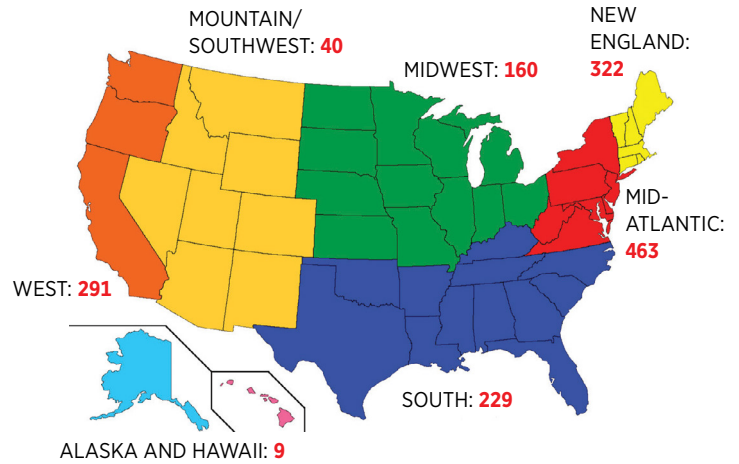 MOUNTAIN/
SOUTHWEST: 40
MIDWEST: 160
NEW
ENGLAND:
322
MID-
ATLANTIC:
463
WEST: 291
SOUTH: 229
ALASKA AND HAWAII: 9